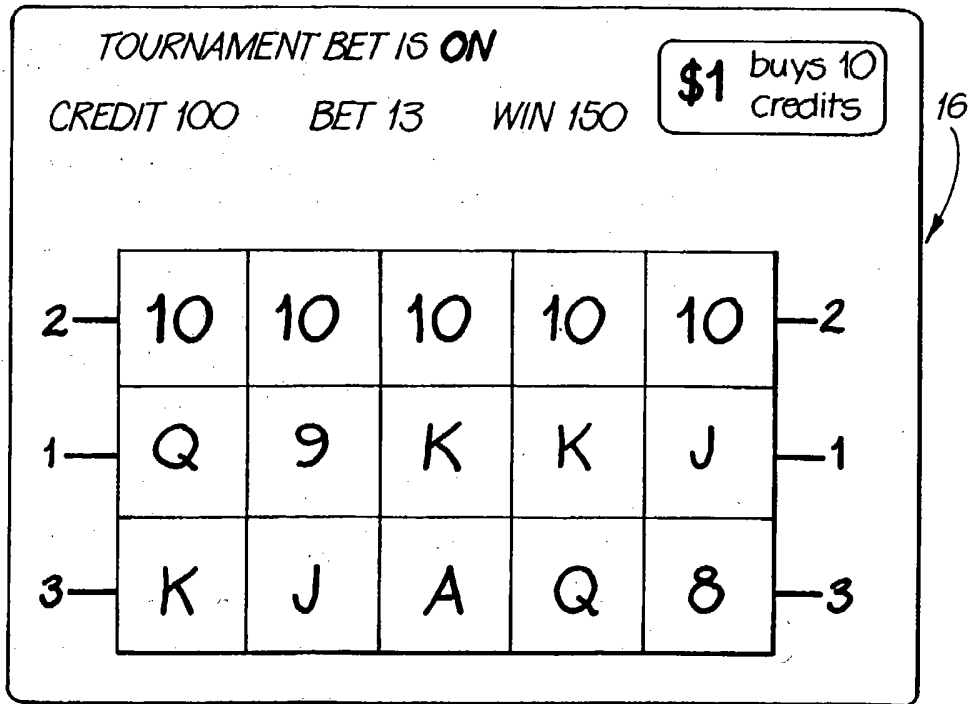 TOURNAMENT BET IS ON
$1 buys 10
credits
CREDIT 100 BET 13 WIN 150
16
2 10 10 10 10 10 2
1 Q 9 K K J 1
3 K J A Q 8 3